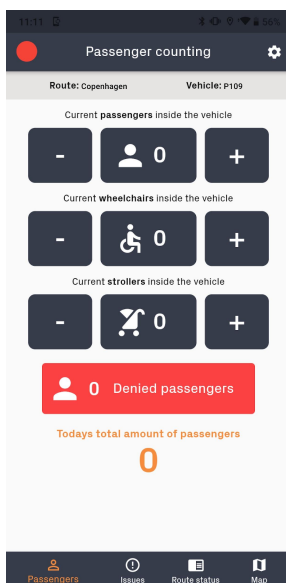 11:11 56%
Passenger counting
Route: Copenhagen Vehicle: P109
Current passengers inside the vehicle
- 0 +
Current wheelchairs inside the vehicle
- 0 +
Current strollers inside the vehicle
- 0 +
0 Denied passengers
Todays total amount of passengers
0
Passengers Issues Route status Map